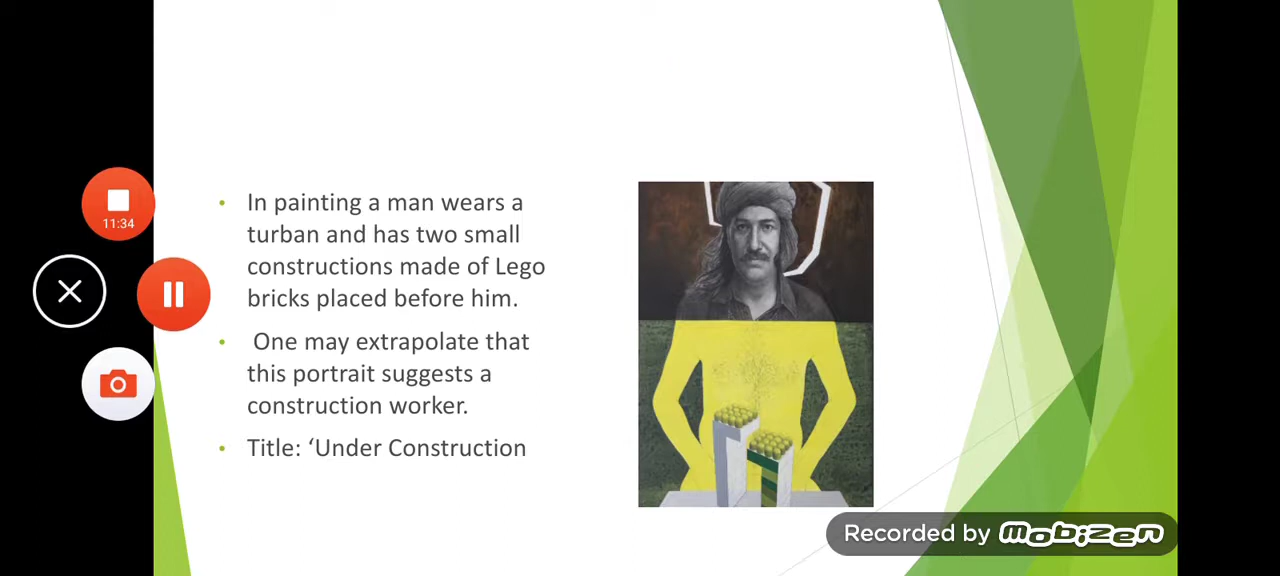 In painting a man wears a
turban and has two small
constructions made of Lego
bricks placed before him.
One may extrapolate that
this portrait suggests a
construction worker.
Title: ‘Under Construction
11:34
Recorded by mobizen